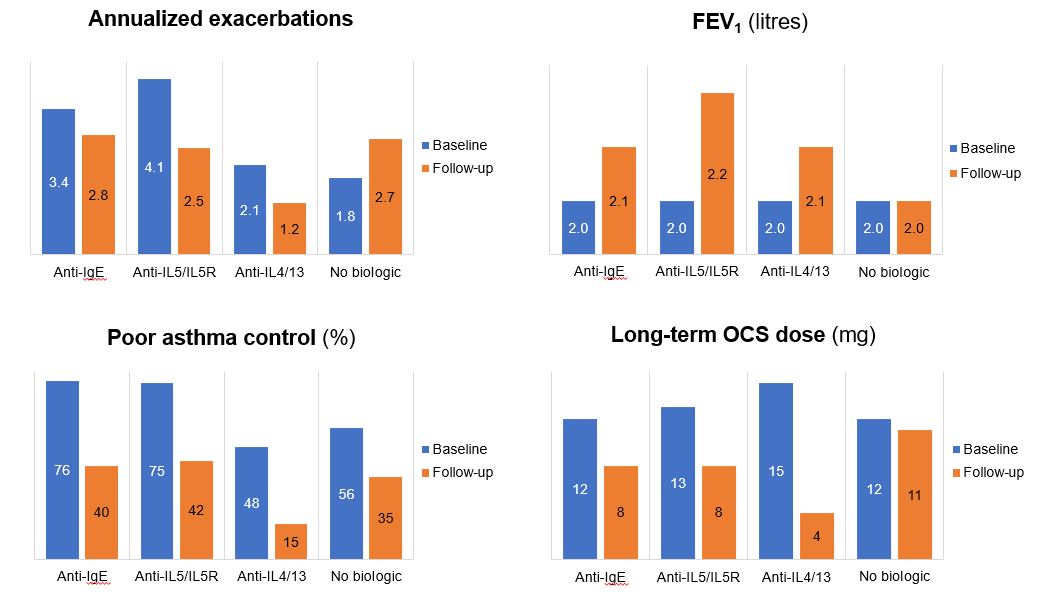 Annualized exacerbations
3.4
2.8
4.1
2.5
2.1
1.2
1.8
2.7
Anti-IgE
Anti-IL5/IL5R
Anti-IL4/13
No biologic
Baseline
Follow-up
FEV₁ (litres)
2.0
2.1
2.0
2.2
2.0
2.1
2.0
2.0
Anti-IgE
Anti-IL5/IL5R
Anti-IL4/13
No biologic
Baseline
Follow-up
Poor asthma control (%)
76
40
75
42
48
15
56
35
Anti-IgE
Anti-IL5/IL5R
Anti-IL4/13
No biologic
Baseline
Follow-up
Long-term OCS dose (mg)
12
8
13
8
15
4
12
11
Anti-IgE
Anti-IL5/IL5R
Anti-IL4/13
No biologic
Baseline
Follow-up